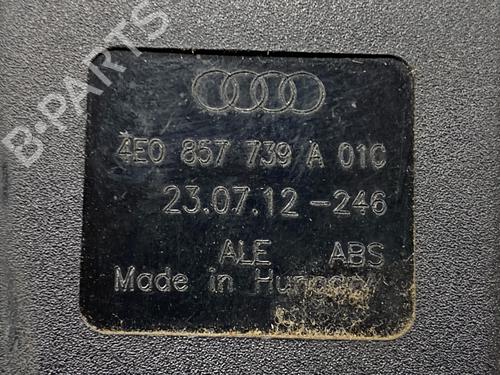 B-PARTS
4E0 857 739 A 01C
23.07.12-246
ALE ABS
Made in Hungary